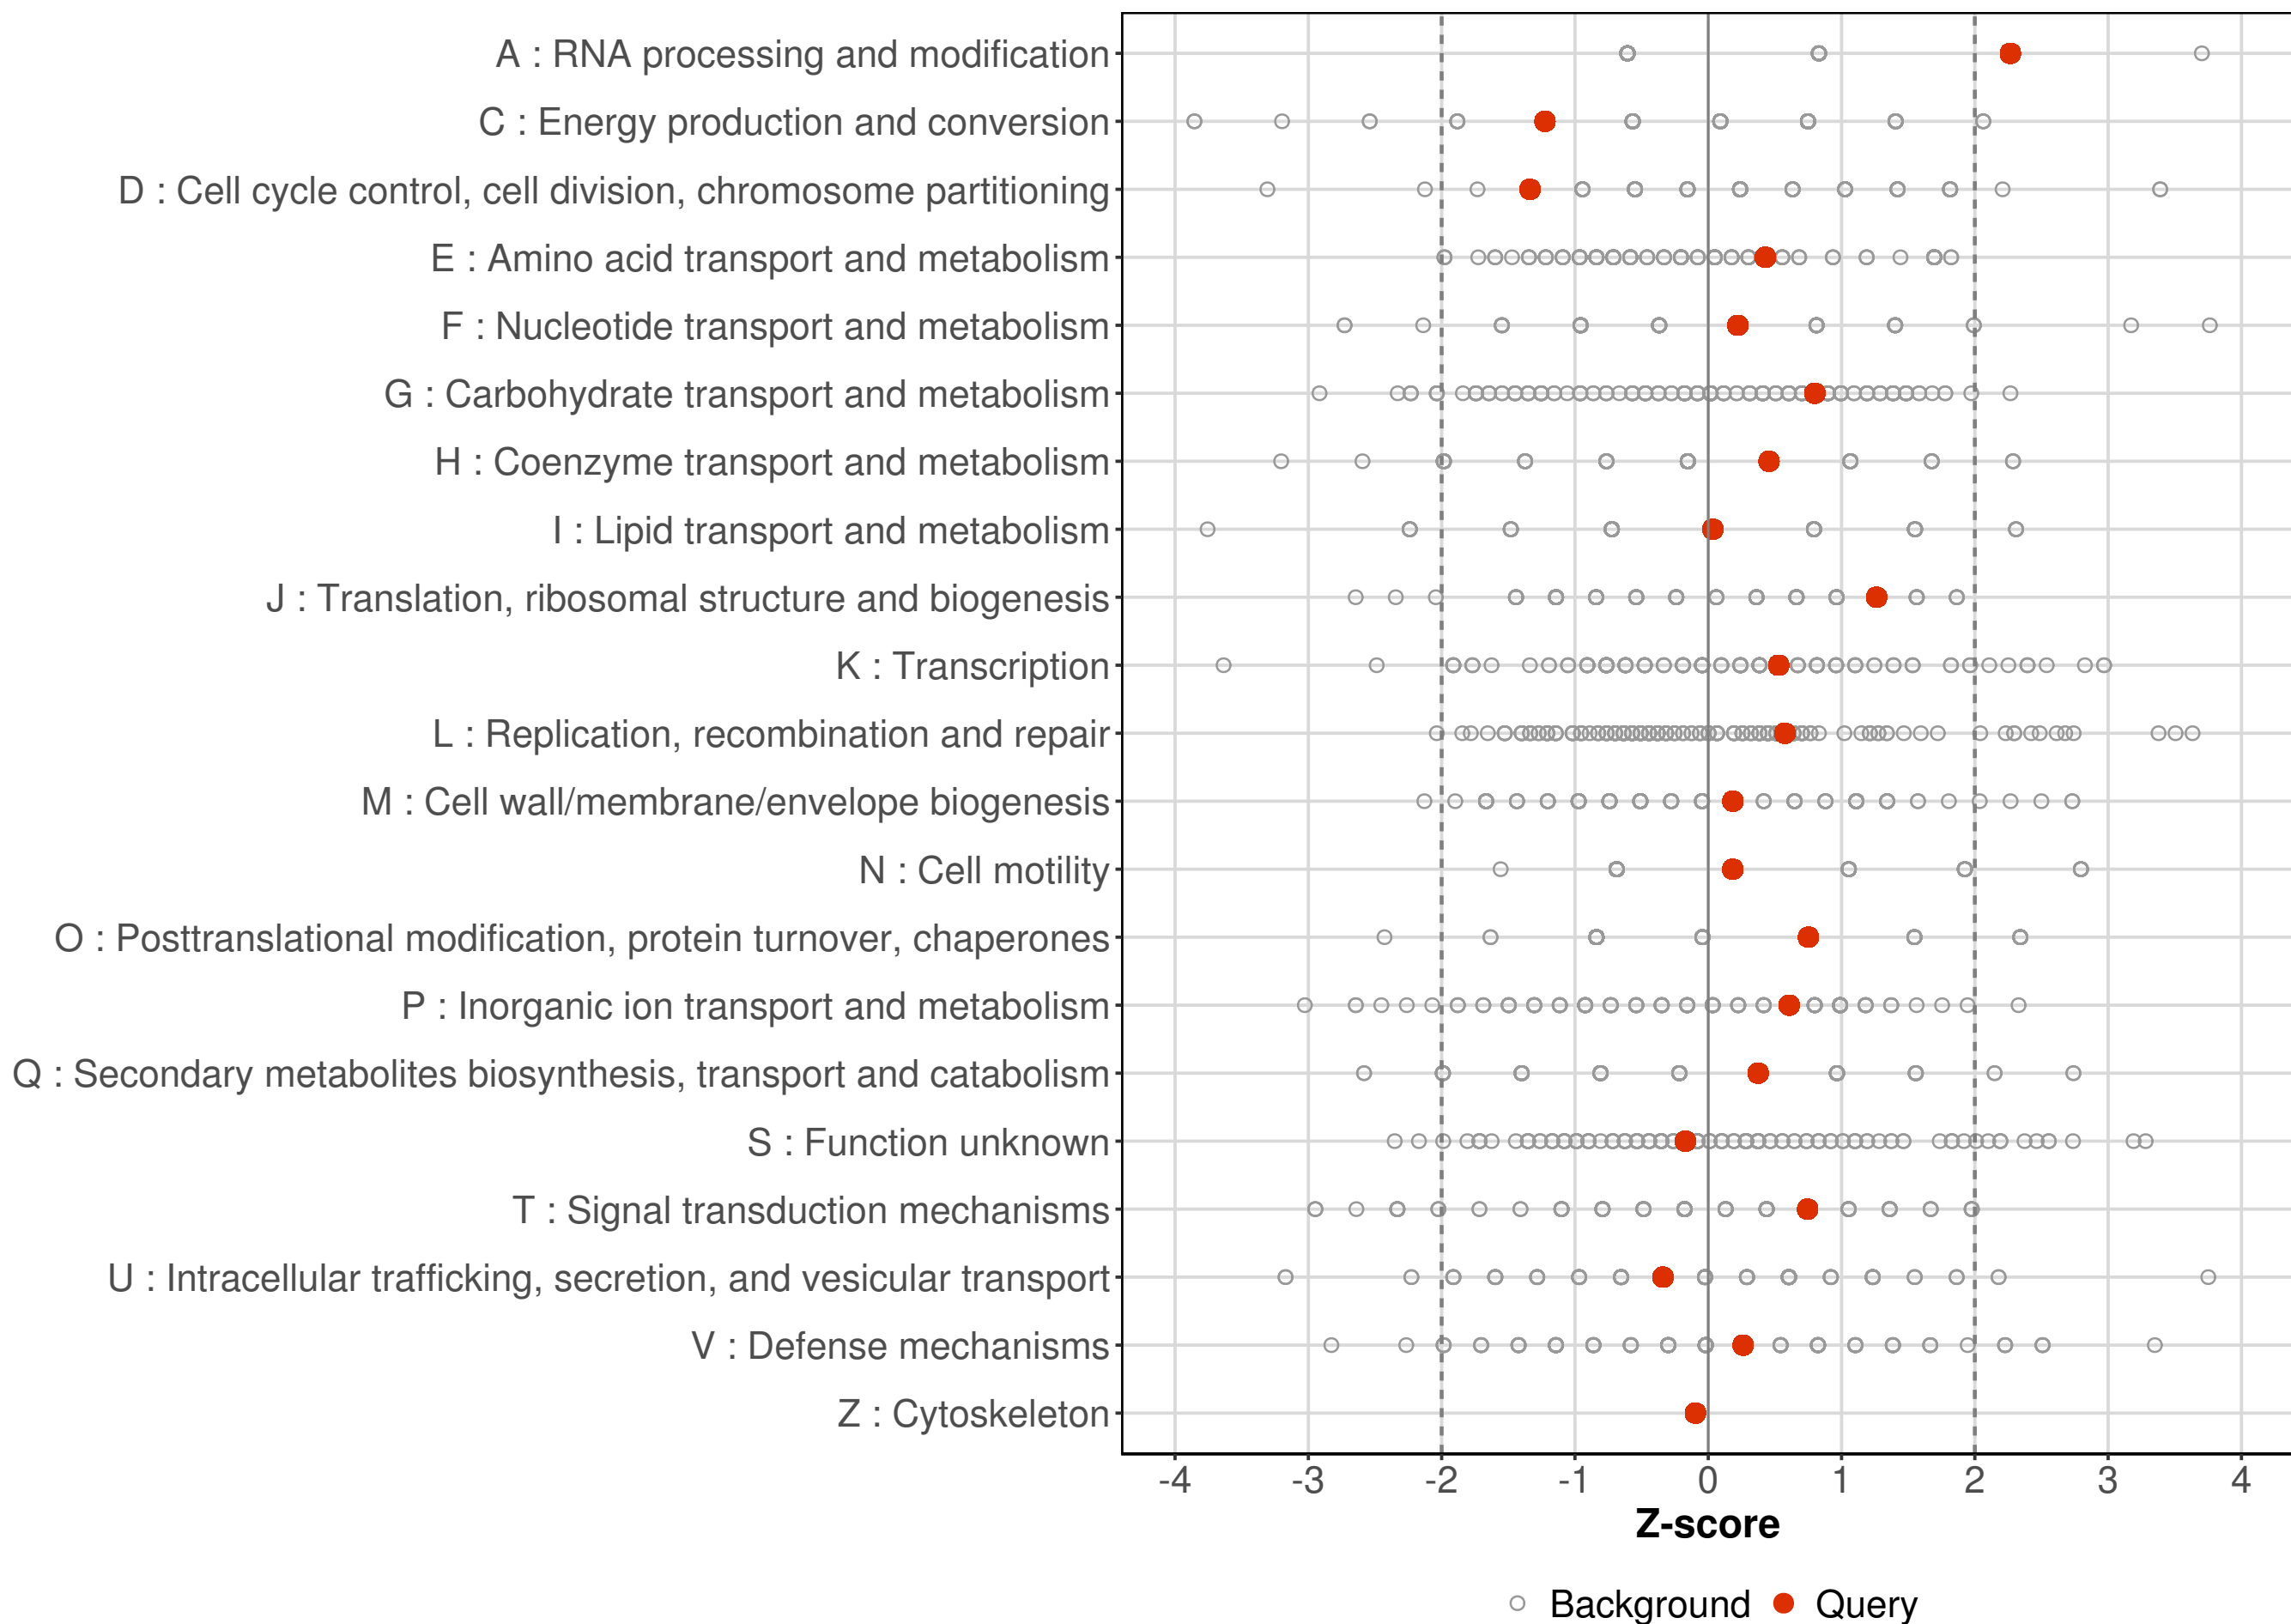 A : RNA processing and modification
C : Energy production and conversion
D : Cell cycle control, cell division, chromosome partitioning
E : Amino acid transport and metabolism
F : Nucleotide transport and metabolism
G : Carbohydrate transport and metabolism
H : Coenzyme transport and metabolism
I : Lipid transport and metabolism
J : Translation, ribosomal structure and biogenesis
K : Transcription
L : Replication, recombination and repair
M : Cell wall/membrane/envelope biogenesis
N : Cell motility
O : Posttranslational modification, protein turnover, chaperones
P : Inorganic ion transport and metabolism
Q : Secondary metabolites biosynthesis, transport and catabolism
S : Function unknown
T : Signal transduction mechanisms
U : Intracellular trafficking, secretion, and vesicular transport
V : Defense mechanisms
Z : Cytoskeleton
-4 -3 -2 -1 0 1 2 3 4
Z-score
Background Query